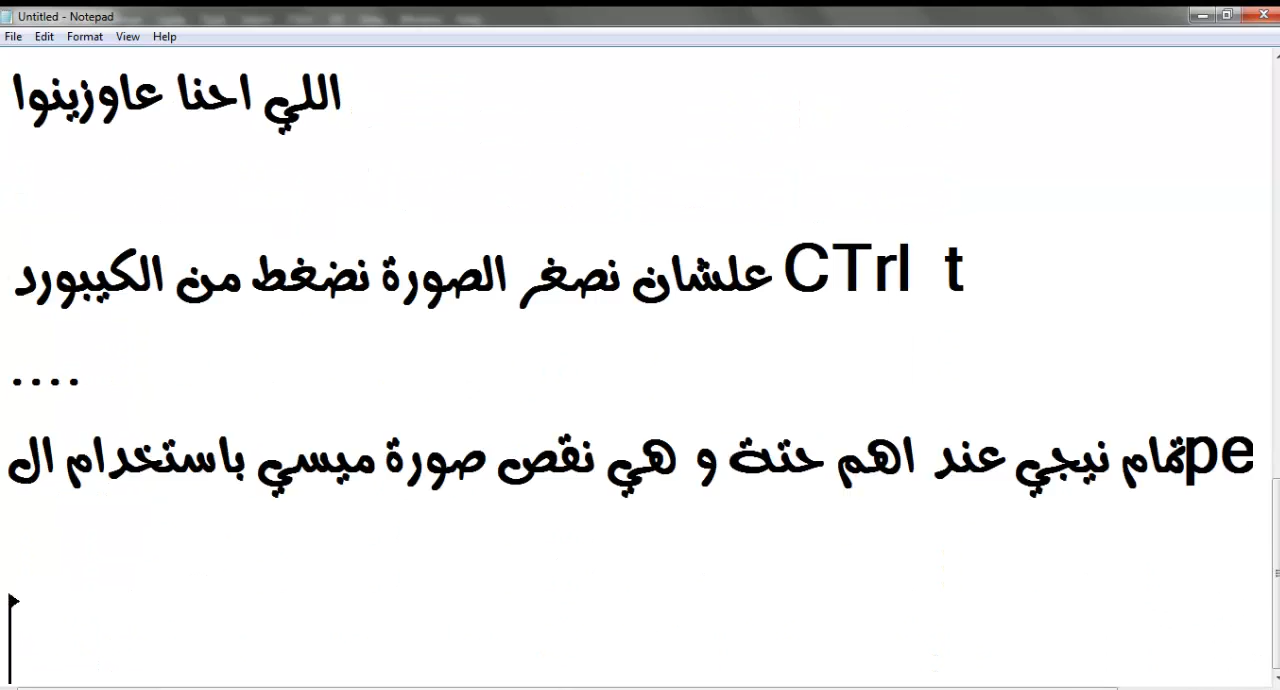 Untitled - Notepad
File Edit Format View Help
اللي احنا عاوزينوا
علشان نصغر الصورة نضغط من الكيبورد CTrl t
....
تمام نيجي عند اهم حتة و هي نقص صورة ميسي باستخدام ال pe